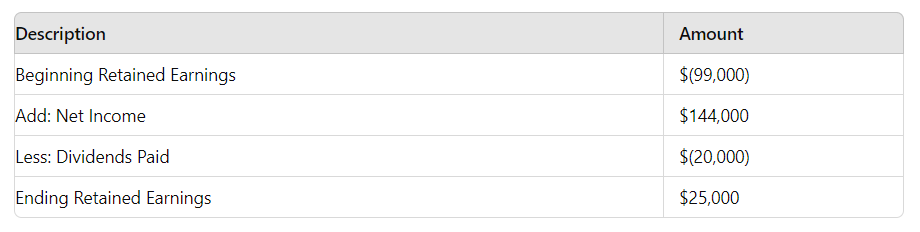 Description Amount
Beginning Retained Earnings $(99,000)
Add: Net Income $144,000
Less: Dividends Paid $(20,000)
Ending Retained Earnings $25,000